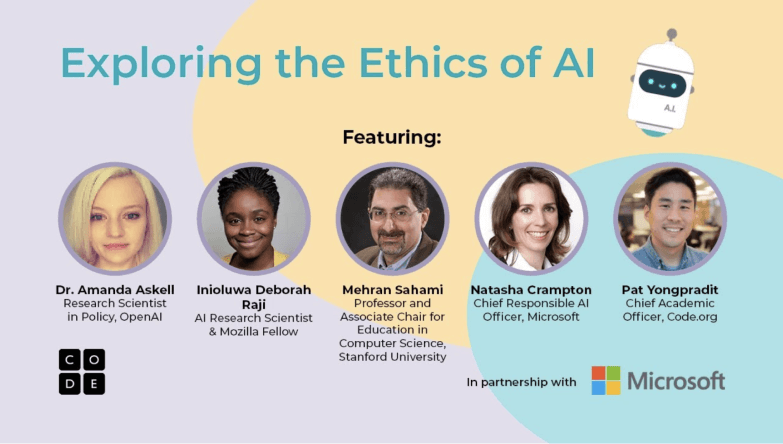 Exploring the Ethics of AI
A.I.
Featuring:
Dr. Amanda Askell
Research Scientist
in Policy, OpenAI
Inioluwa Deborah
Raji
AI Research Scientist
& Mozilla Fellow
Mehran Sahami
Professor and
Associate Chair for
Education in
Computer Science,
Stanford University
Natasha Crampton
Chief Responsible AI
Officer, Microsoft
Pat Yongpradit
Chief Academic
Officer, Code.org
C O
D E
In partnership with
Microsoft